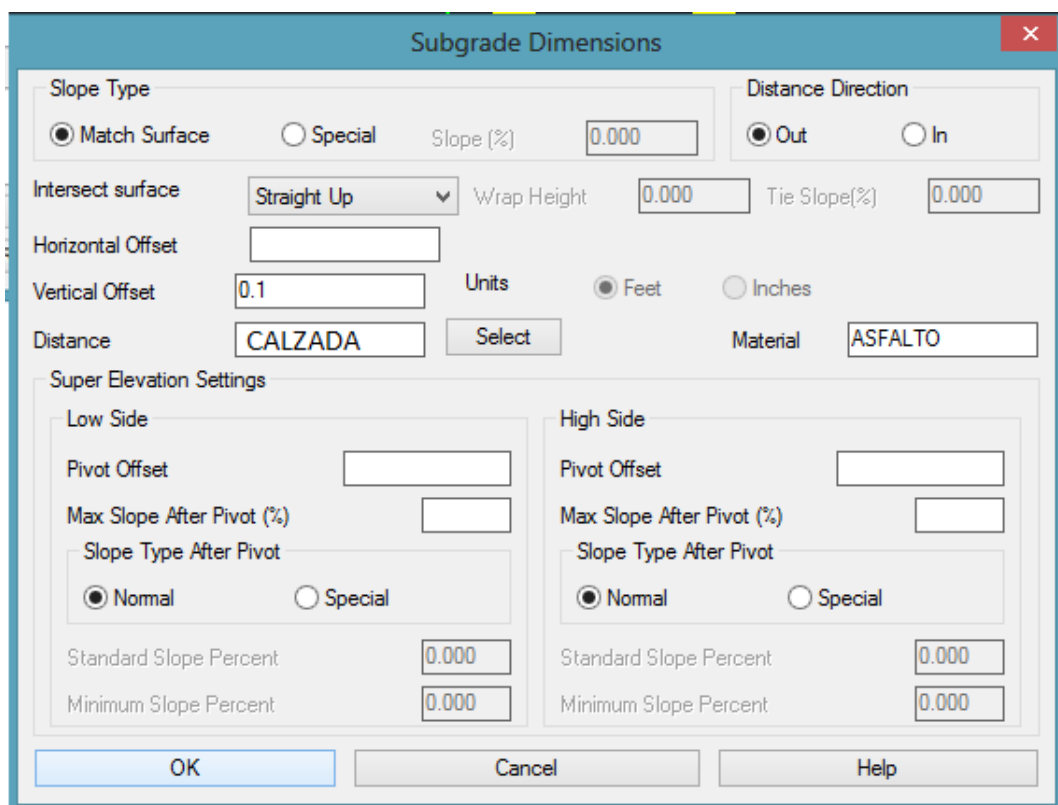 Subgrade Dimensions
Slope Type
Match Surface Special Slope (%) 0.000
Distance Direction
Out In
Intersect surface Straight Up Wrap Height 0.000 Tie Slope(%) 0.000
Horizontal Offset
Vertical Offset 0.1 Units Feet Inches
Distance CALZADA Select Material ASFALTO
Super Elevation Settings
Low Side
Pivot Offset
Max Slope After Pivot (%)
Slope Type After Pivot
Normal Special
Standard Slope Percent 0.000
Minimum Slope Percent 0.000
High Side
Pivot Offset
Max Slope After Pivot (%)
Slope Type After Pivot
Normal Special
Standard Slope Percent 0.000
Minimum Slope Percent 0.000
OK Cancel Help